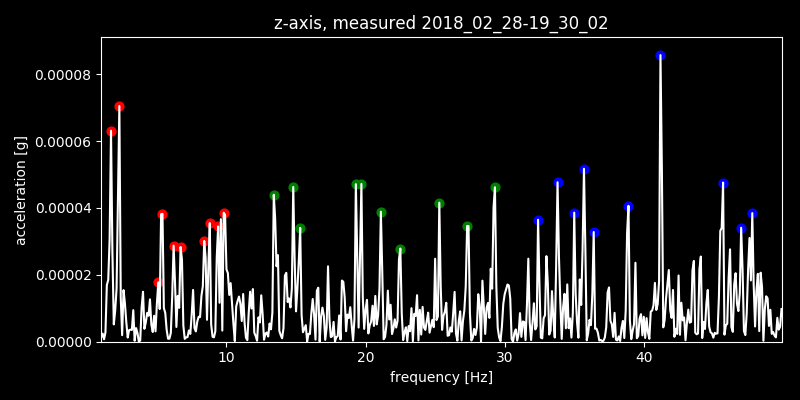 z-axis, measured 2018_02_28-19_30_02
0.00008
0.00006
0.00004
0.00002
0.00000
acceleration [g]
10 20 30 40
frequency [Hz]